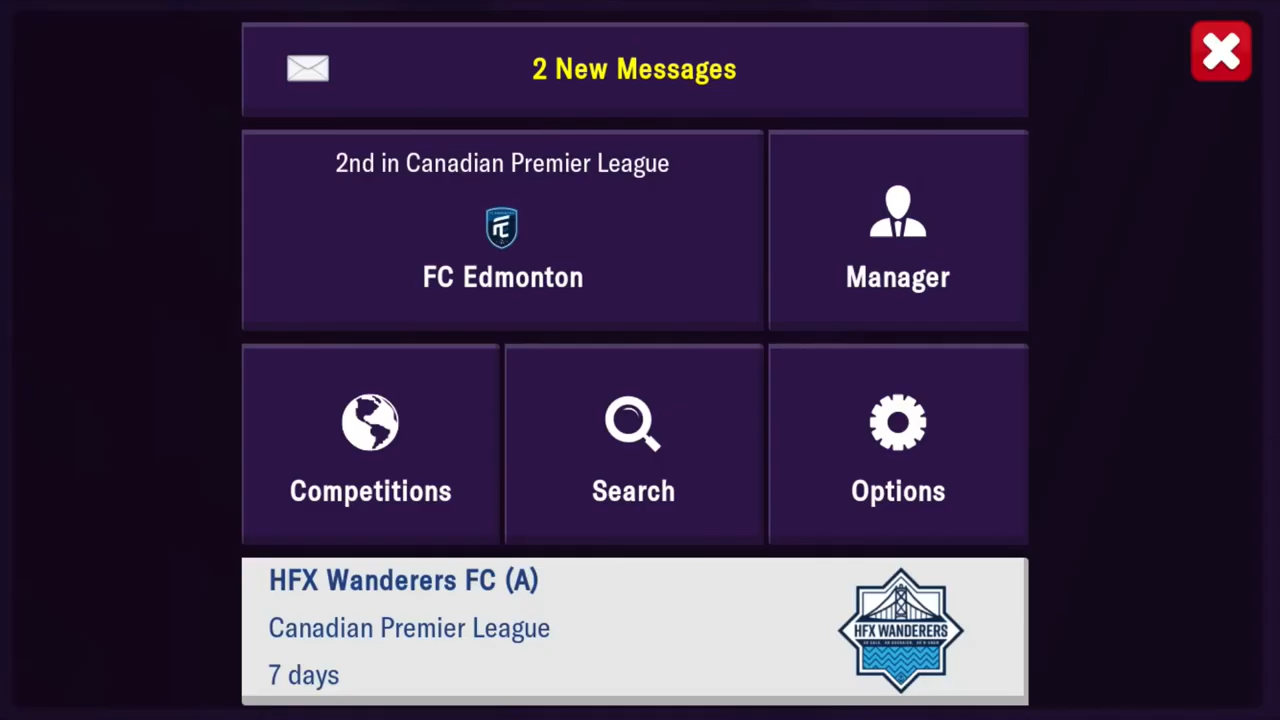 2 New Messages
2nd in Canadian Premier League
FC
FC Edmonton
Manager
Competitions
Search
Options
HFX Wanderers FC (A)
Canadian Premier League
7 days
HFX WANDERERS